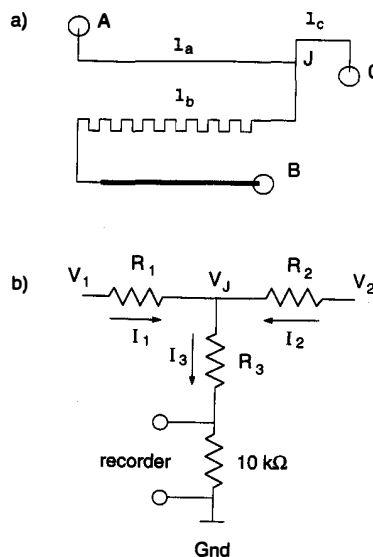 a)
A
l_a
l_c
J
C
l_b
B
b)
V_1
R_1
V_J
R_2
V_2
I_1
I_3
I_2
R_3
recorder
10 kΩ
Gnd